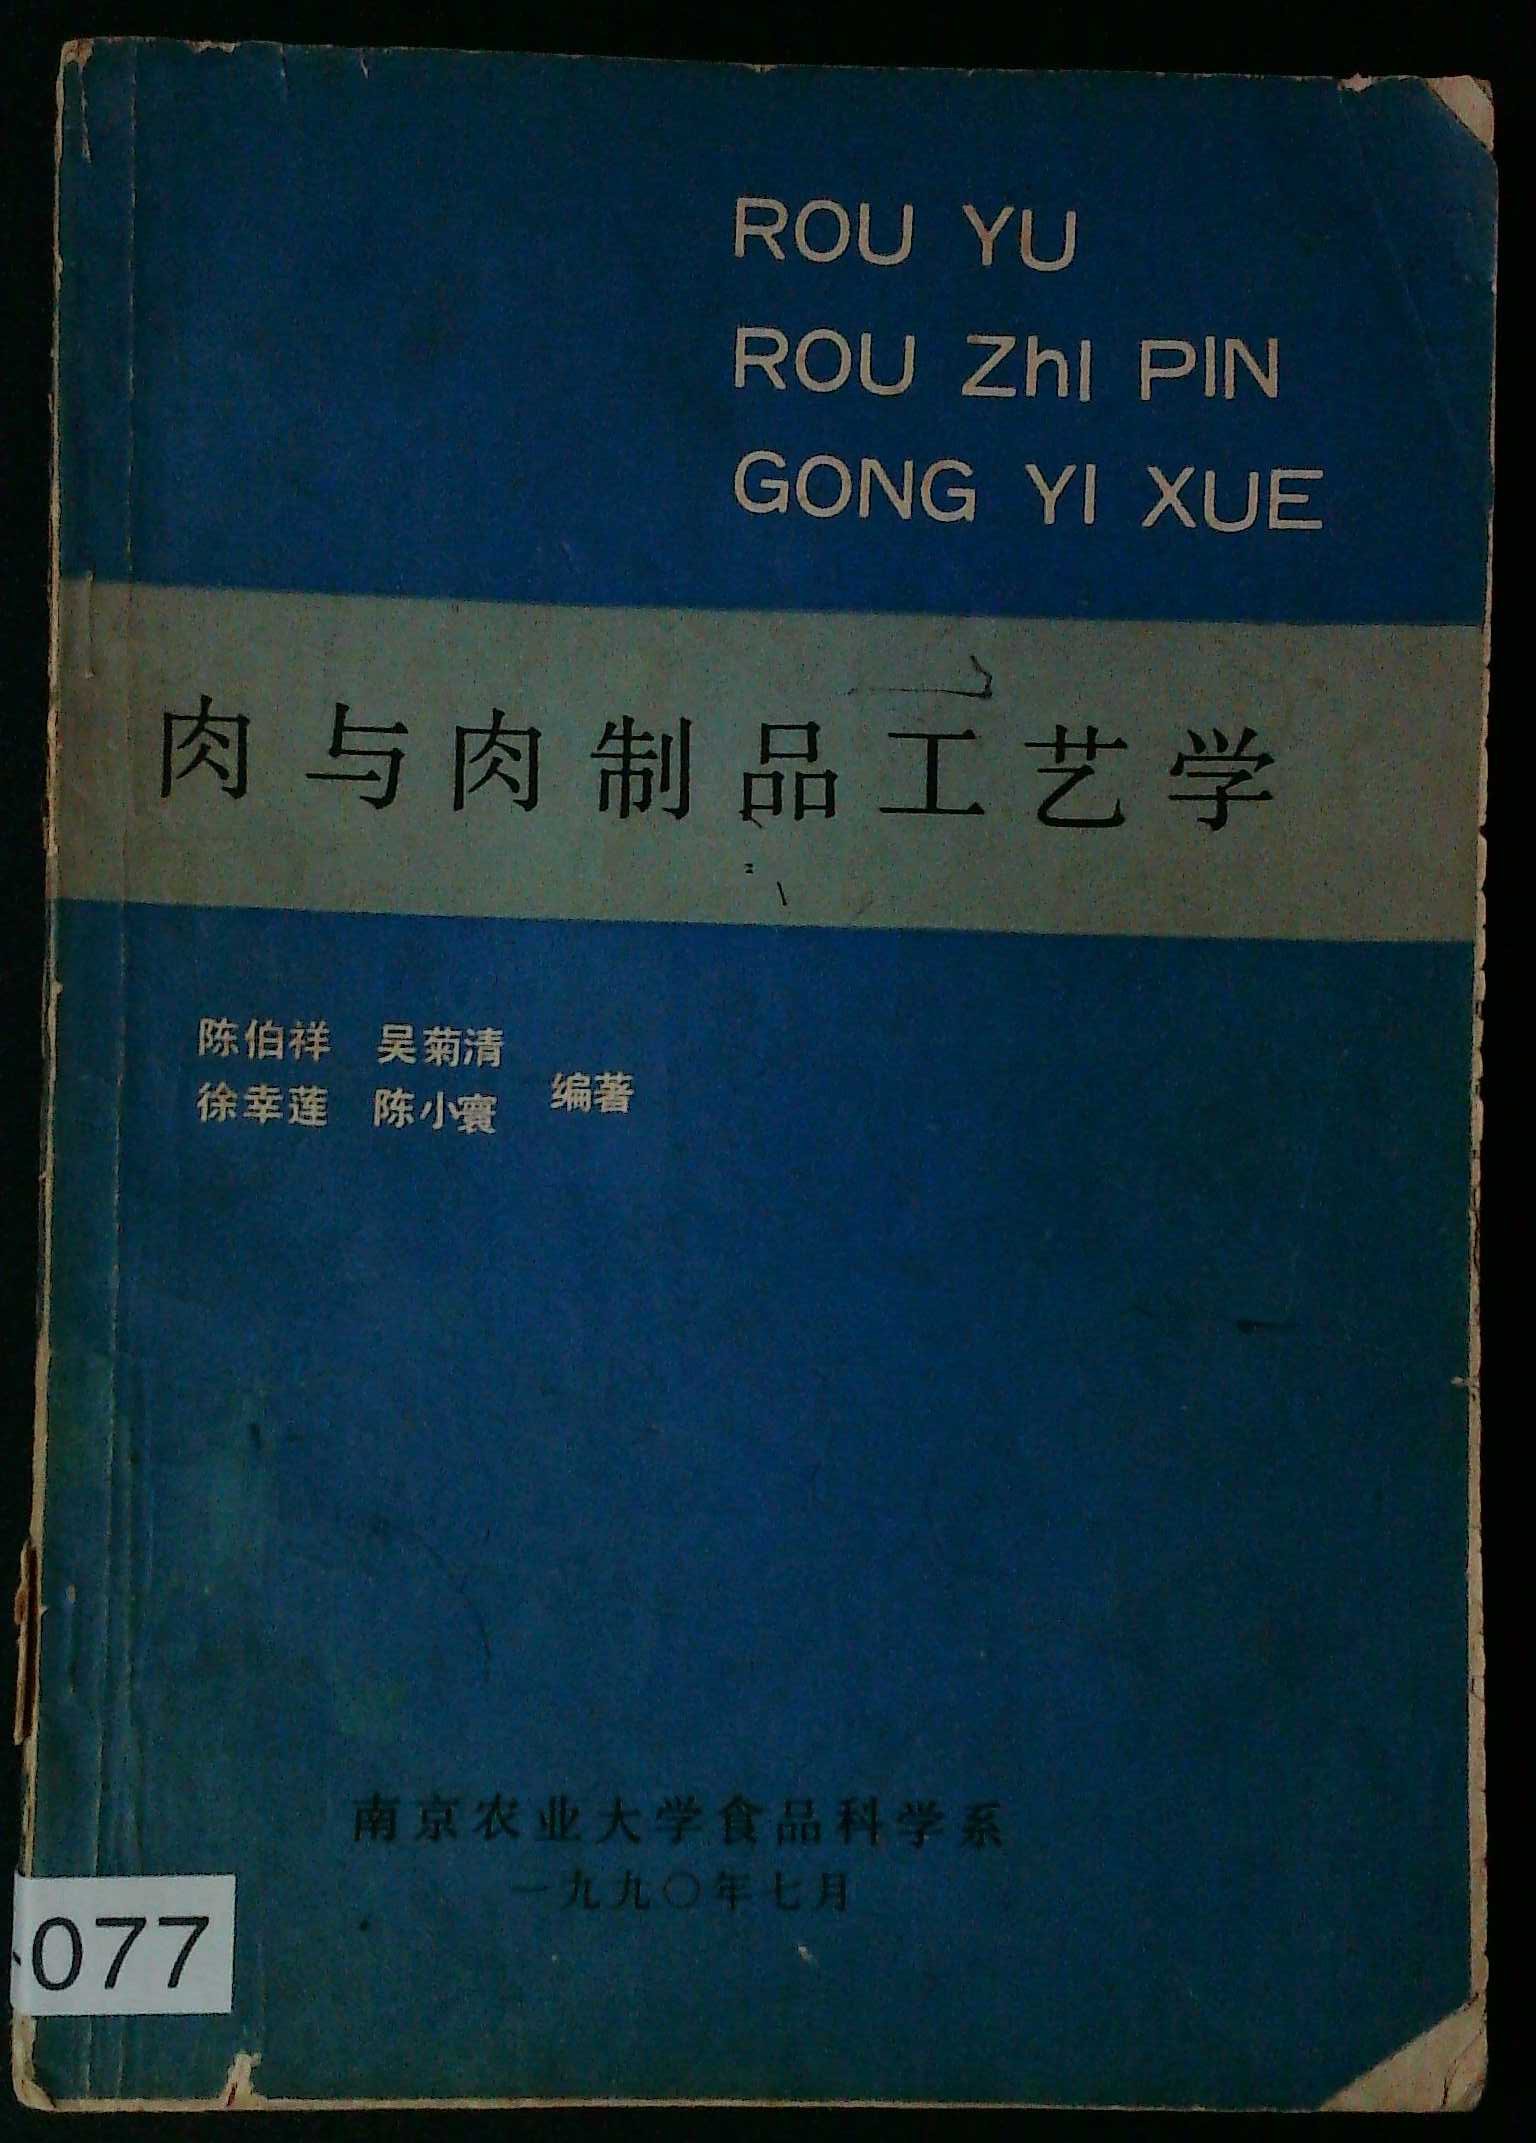 ROU YU
ROU ZhI PIN
GONG YI XUE
肉与肉制品工艺学
陈伯祥 吴菊清
徐幸莲 陈小寰 编著
南京农业大学食品科学系
一九九〇年七月
077